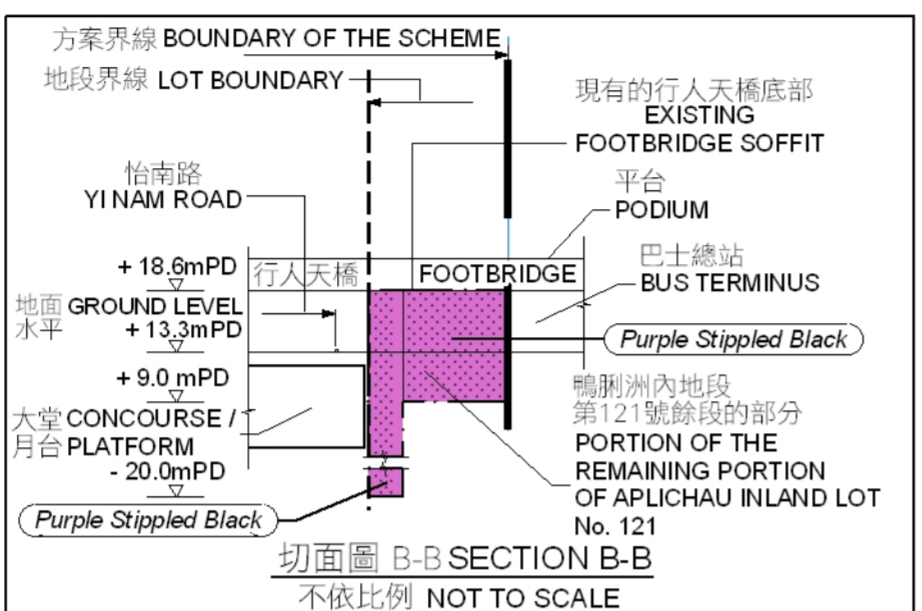 方案界線 BOUNDARY OF THE SCHEME
地段界線 LOT BOUNDARY
現有的行人天橋底部
EXISTING
FOOTBRIDGE SOFFIT
怡南路
YI NAM ROAD
平台
PODIUM
巴士總站
BUS TERMINUS
+ 18.6mPD
行人天橋
FOOTBRIDGE
地面 GROUND LEVEL
水平 + 13.3mPD
Purple Stippled Black
+ 9.0 mPD
大堂 CONCOURSE /
月台 PLATFORM
- 20.0mPD
Purple Stippled Black
鴨脷洲內地段
第121號餘段的部分
PORTION OF THE
REMAINING PORTION
OF APLICHAU INLAND LOT
No. 121
切面圖 B-B SECTION B-B
不依比例 NOT TO SCALE